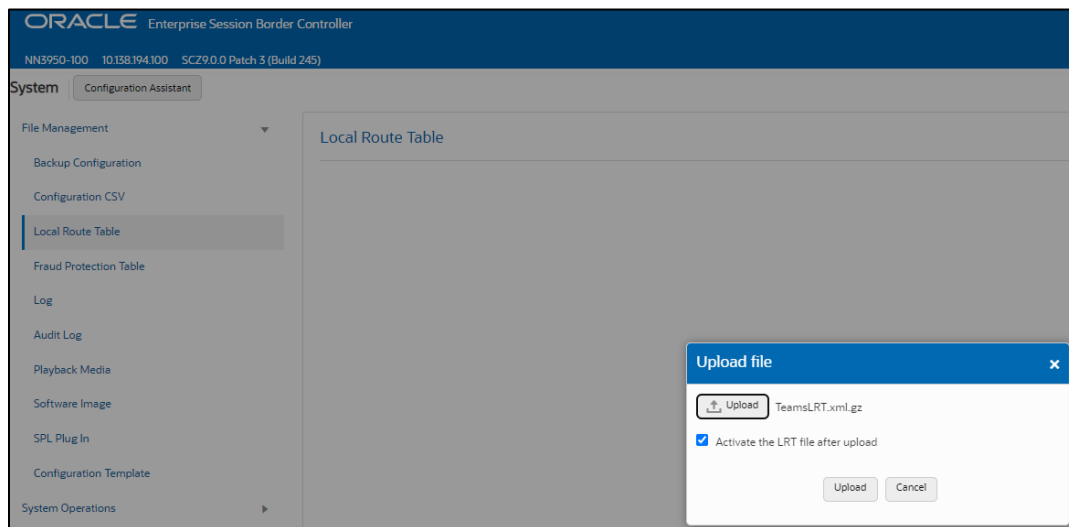 ORACLE Enterprise Session Border Controller
NN3950-100 10.138.194.100 SCZ9.0.0 Patch 3 (Build 245)
System Configuration Assistant
File Management
Local Route Table
Backup Configuration
Configuration CSV
Local Route Table
Fraud Protection Table
Log
Audit Log
Playback Media
Software Image
SPL Plug In
Configuration Template
System Operations
Upload file
Upload TeamsLRT.xml.gz
Activate the LRT file after upload
Upload Cancel